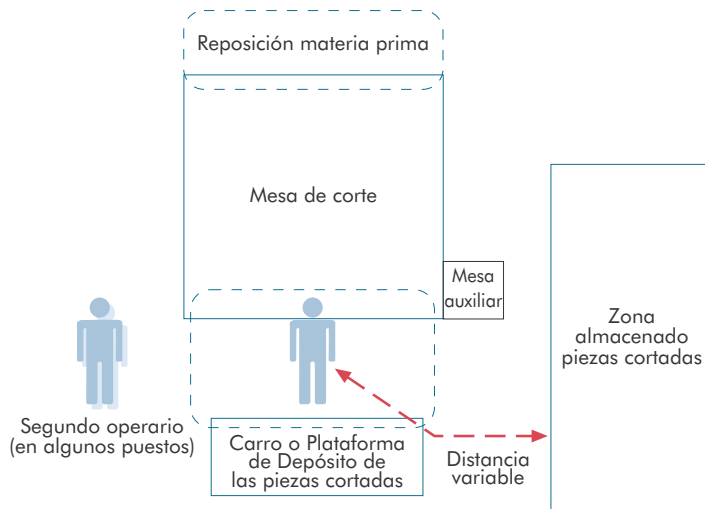 Reposición materia prima
Mesa de corte
Mesa
auxiliar
Zona
almacenado
piezas cortadas
Segundo operario
(en algunos puestos)
Carro o Plataforma
de Depósito de
las piezas cortadas
Distancia
variable